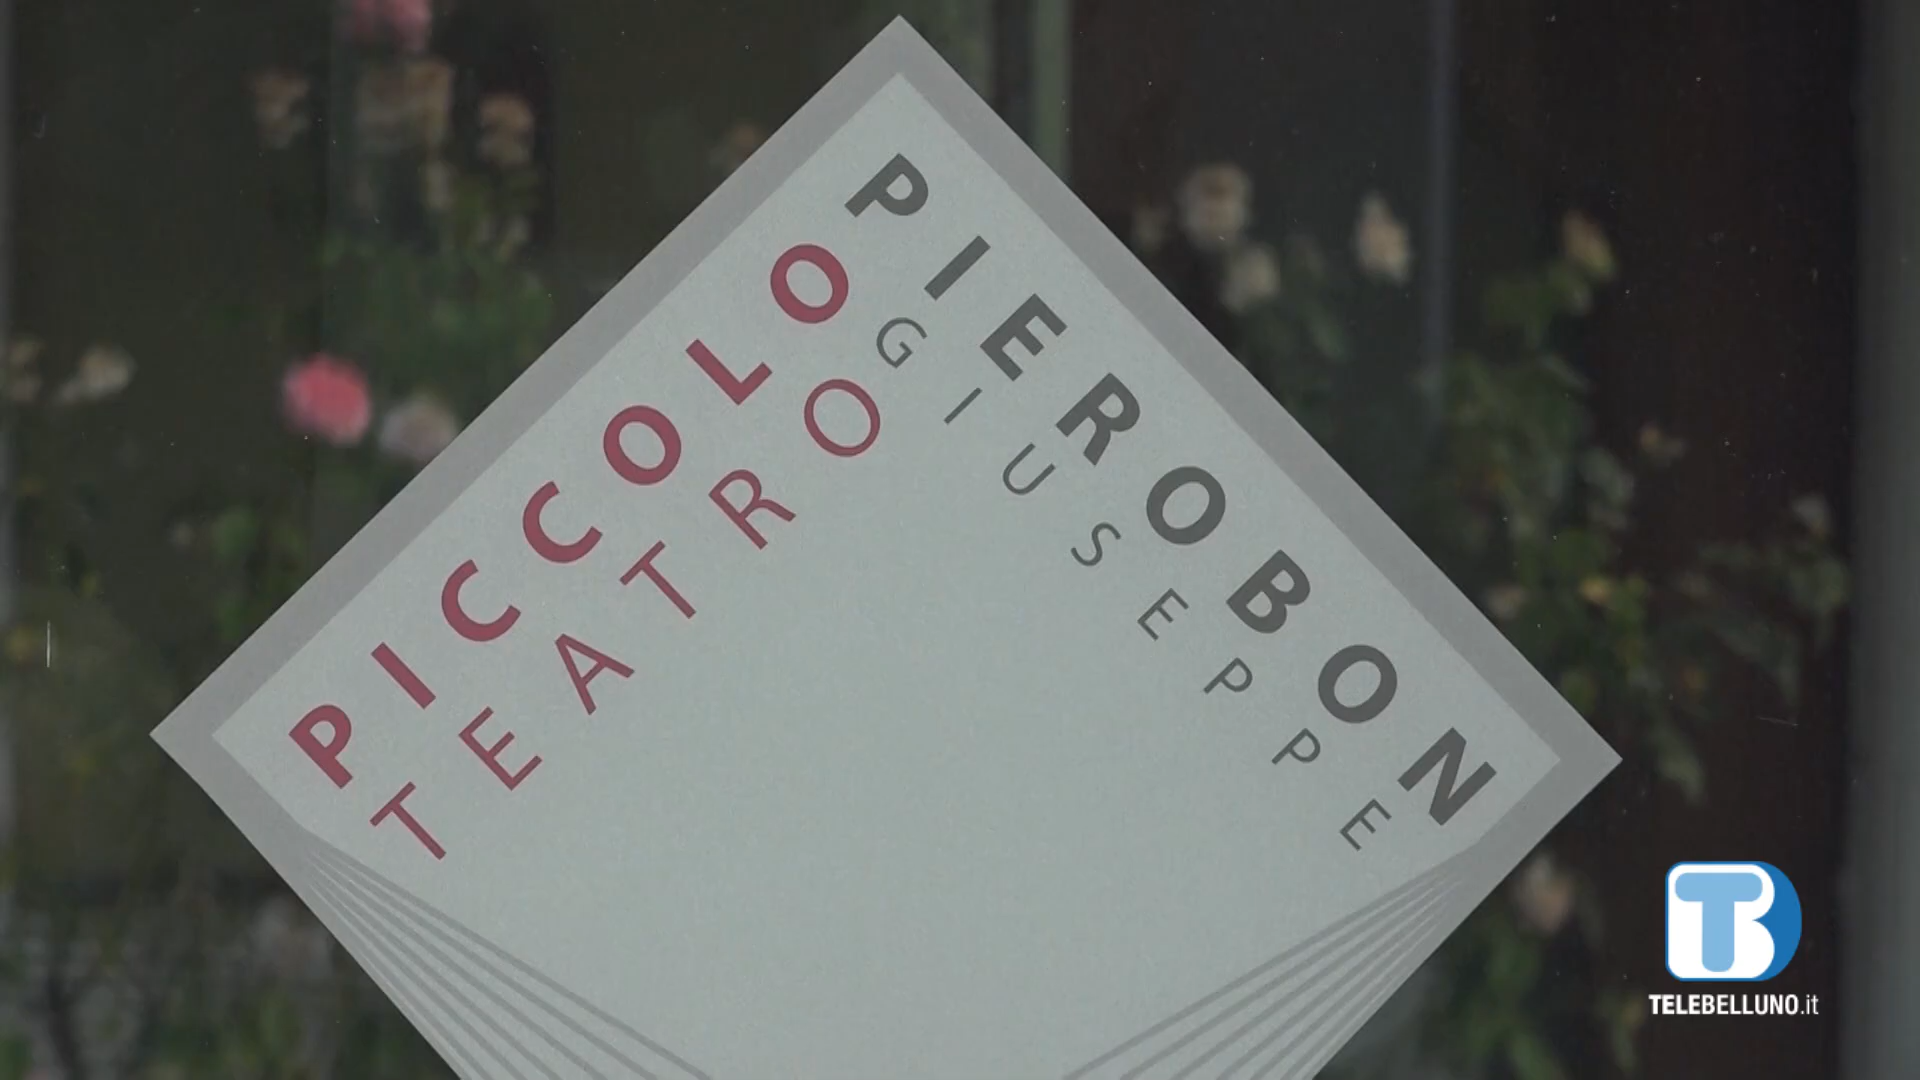 PICCOLO
TEATRO
PIEROBON
GIUSEPPE
TB
TELEBELLUNO.it